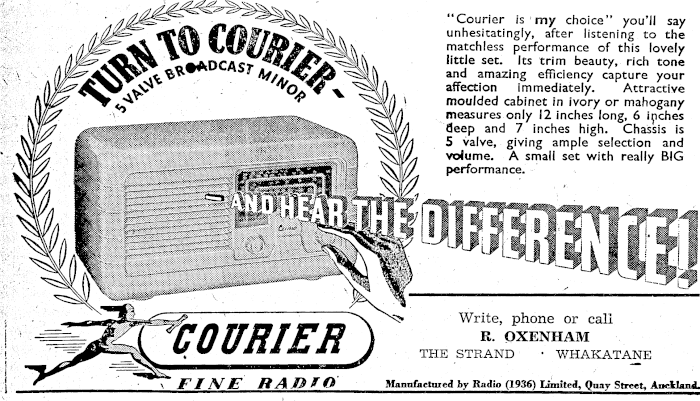 TURN TO COURIER-
5 VALVE BROADCAST MINOR
"Courier is my choice" you'll say
unhesitatingly, after listening to the
matchless performance of this lovely
little set. Its trim beauty, rich tone
and amazing efficiency capture your
affection immediately. Attractive
moulded cabinet in ivory or mahogany
measures only 12 inches long, 6 inches
deep and 7 inches high. Chassis is
5 valve, giving ample selection and
volume. A small set with really BIG
performance.
AND HEAR THE DIFFERENCE!
Courier
COURIER
FINE RADIO
Write, phone or call
R. OXENHAM
THE STRAND · WHAKATANE
Manufactured by Radio (1936) Limited, Quay Street, Auckland.